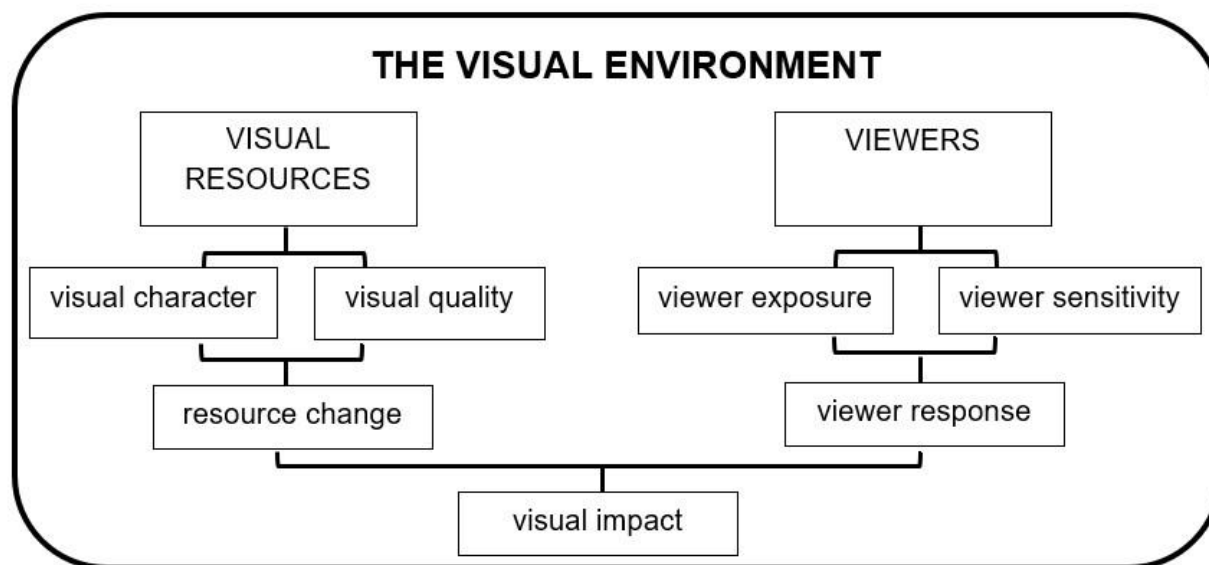 THE VISUAL ENVIRONMENT
VISUAL
RESOURCES
VIEWERS
visual character
visual quality
viewer exposure
viewer sensitivity
resource change
viewer response
visual impact